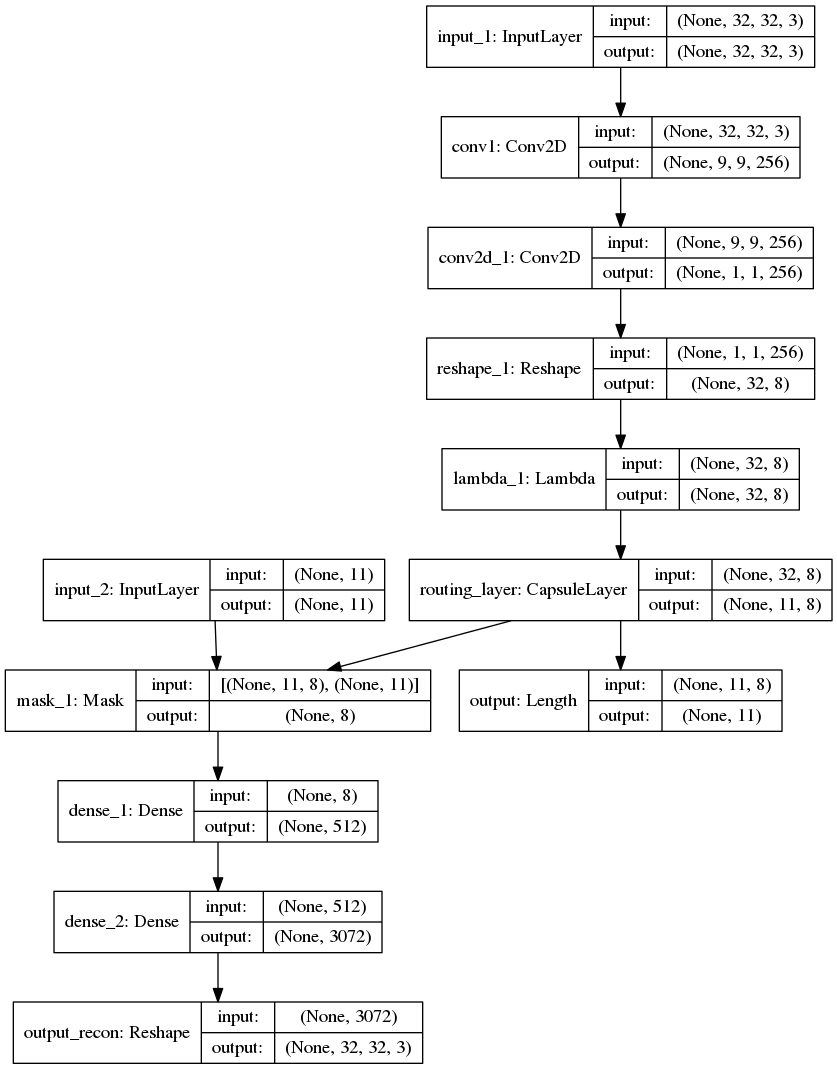 input_1: InputLayer
input: (None, 32, 32, 3)
output: (None, 32, 32, 3)
conv1: Conv2D
input: (None, 32, 32, 3)
output: (None, 9, 9, 256)
conv2d_1: Conv2D
input: (None, 9, 9, 256)
output: (None, 1, 1, 256)
reshape_1: Reshape
input: (None, 1, 1, 256)
output: (None, 32, 8)
lambda_1: Lambda
input: (None, 32, 8)
output: (None, 32, 8)
input_2: InputLayer
input: (None, 11)
output: (None, 11)
routing_layer: CapsuleLayer
input: (None, 32, 8)
output: (None, 11, 8)
mask_1: Mask
input: [(None, 11, 8), (None, 11)]
output: (None, 8)
output: Length
input: (None, 11, 8)
output: (None, 11)
dense_1: Dense
input: (None, 8)
output: (None, 512)
dense_2: Dense
input: (None, 512)
output: (None, 3072)
output_recon: Reshape
input: (None, 3072)
output: (None, 32, 32, 3)